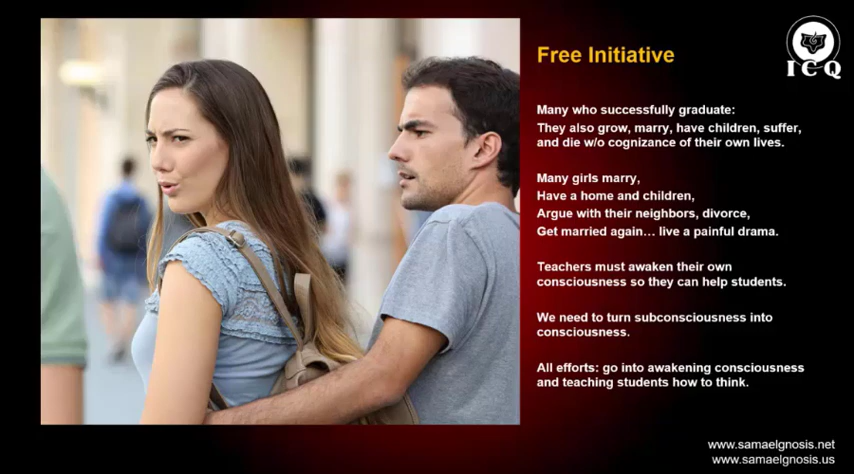 Free Initiative
ICQ
Many who successfully graduate:
They also grow, marry, have children, suffer,
and die w/o cognizance of their own lives.
Many girls marry,
Have a home and children,
Argue with their neighbors, divorce,
Get married again… live a painful drama.
Teachers must awaken their own
consciousness so they can help students.
We need to turn subconsciousness into
consciousness.
All efforts: go into awakening consciousness
and teaching students how to think.
www.samaelgnosis.net
www.samaelgnosis.us